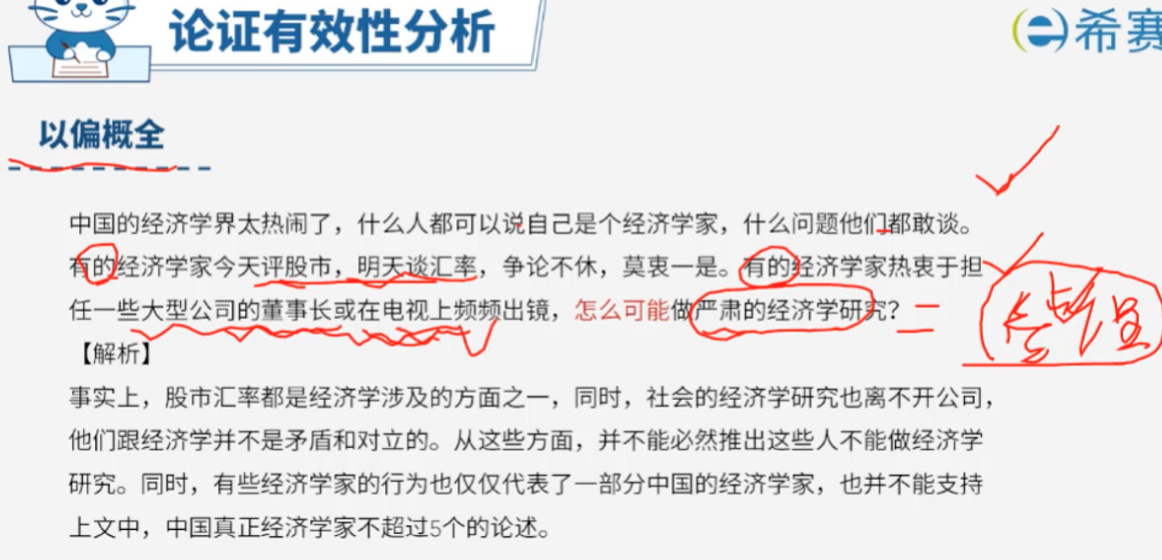 论证有效性分析
希赛
以偏概全
中国的经济学界太热闹了，什么人都可以说自己是个经济学家，什么问题他们都敢谈。
有的经济学家今天评股市，明天谈汇率，争论不休，莫衷一是。有的经济学家热衷于担
任一些大型公司的董事长或在电视上频频出镜，怎么可能做严肃的经济学研究？
【解析】
事实上，股市汇率都是经济学涉及的方面之一，同时，社会的经济学研究也离不开公司，
他们跟经济学并不是矛盾和对立的。从这些方面，并不能必然推出这些人不能做经济学
研究。同时，有些经济学家的行为也仅仅代表了一部分中国的经济学家，也并不能支持
上文中，中国真正经济学家不超过5个的论述。